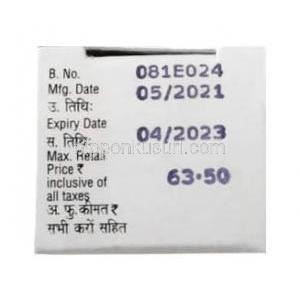 B. No. 081E024
Mfg. Date 05/2021
उ. तिथि:
Expiry Date 04/2023
स. तिथि:
Max. Retail
Price ₹ 63.50
inclusive of
all taxes
अ. फु. कीमत ₹
सभी करों सहित